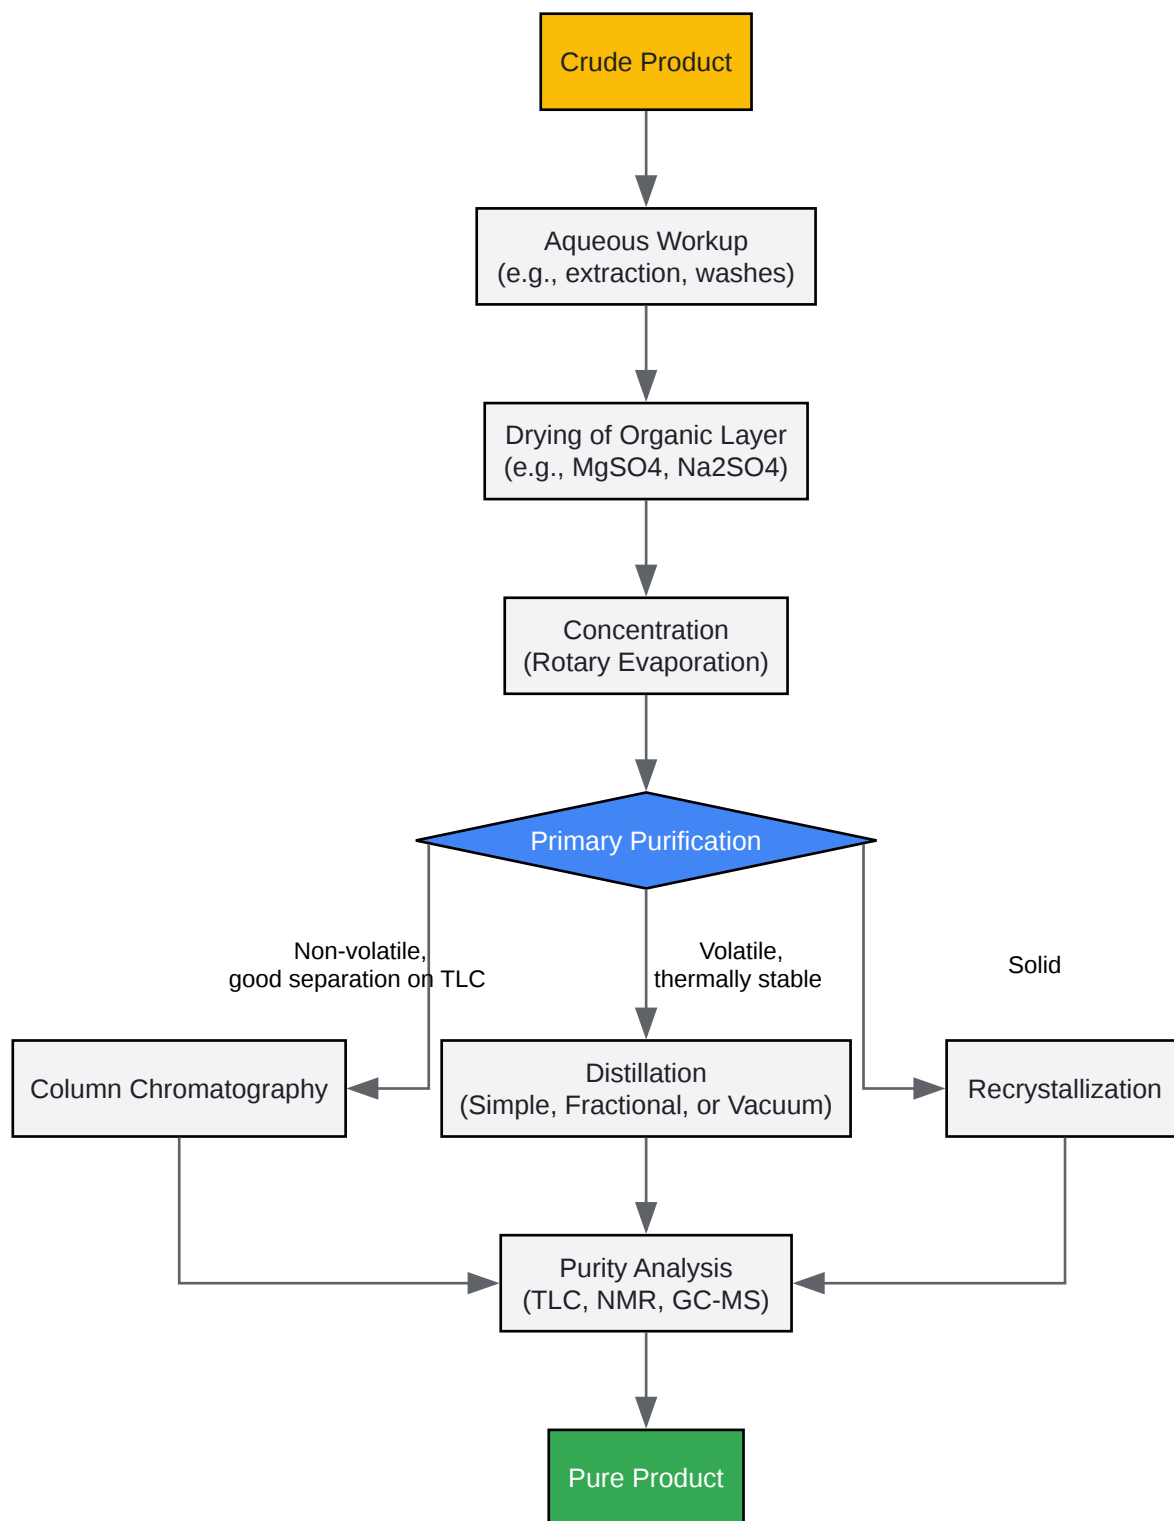 Crude Product
Aqueous Workup
(e.g., extraction, washes)
Drying of Organic Layer
(e.g., MgSO4, Na2SO4)
Concentration
(Rotary Evaporation)
Primary Purification
Non-volatile,
good separation on TLC
Volatile,
thermally stable
Solid
Column Chromatography
Distillation
(Simple, Fractional, or Vacuum)
Recrystallization
Purity Analysis
(TLC, NMR, GC-MS)
Pure Product